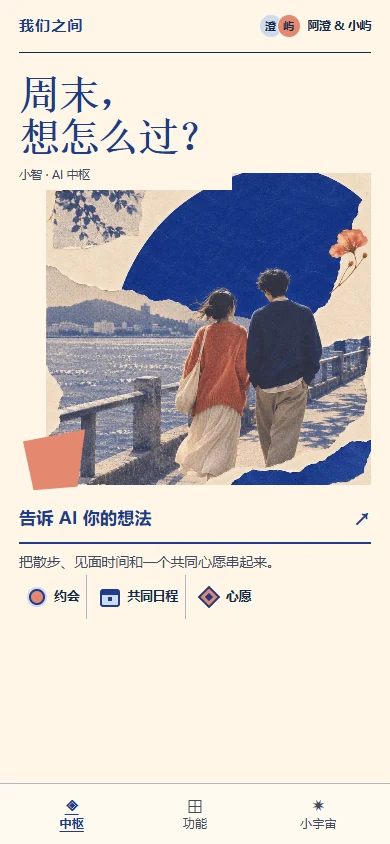 我们之间
澄 屿 阿澄 & 小屿
周末，
想怎么过？
小智 · AI 中枢
告诉 AI 你的想法
把散步、见面时间和一个共同心愿串起来。
约会 共同日程 心愿
中枢 功能 小宇宙